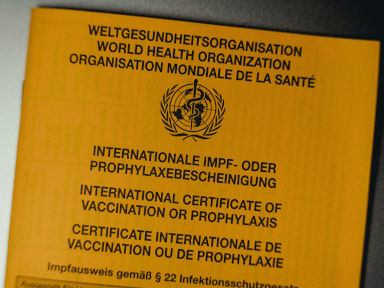 WELTGESUNDHEITSORGANISATION
WORLD HEALTH ORGANIZATION
ORGANISATION MONDIALE DE LA SANTÉ
INTERNATIONALE IMPF- ODER
PROPHYLAXEBESCHEINIGUNG
INTERNATIONAL CERTIFICATE OF
VACCINATION OR PROPHYLAXIS
CERTIFICATE INTERNATIONALE DE
VACCINATION OU DE PROPHYLAXIE
Impfausweis gemäß § 22 Infektionsschutzgesetz